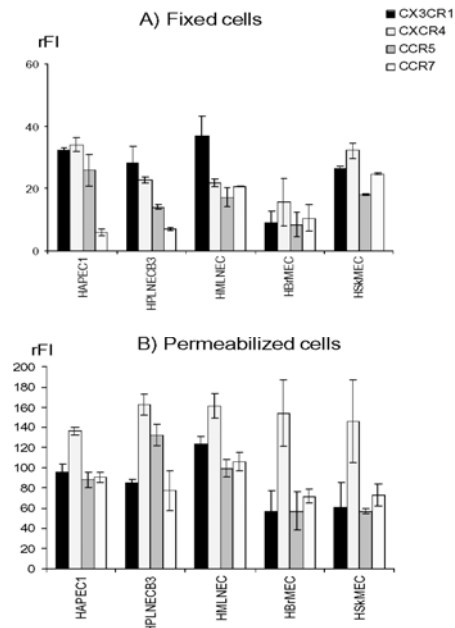 A) Fixed cells
CX3CR1
CXCR4
CCR5
CCR7
rFI
60
40
20
0
HAPEC1
HPLNECB3
HMLNEC
HBrMEC
HSkMEC
B) Permeabilized cells
rFI
200
180
160
140
120
100
80
60
40
20
0
HAPEC1
HPLNECB3
HMLNEC
HBrMEC
HSkMEC